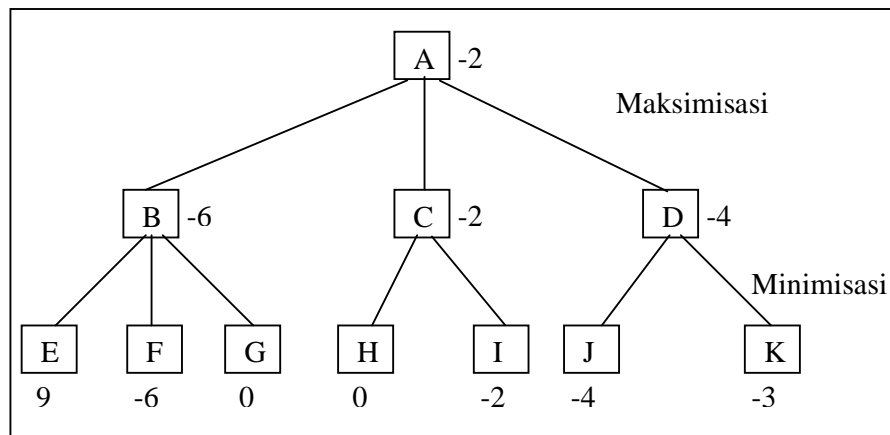 A -2
Maksimisasi
B -6 C -2 D -4
Minimisasi
E F G H I J K
9 -6 0 0 -2 -4 -3